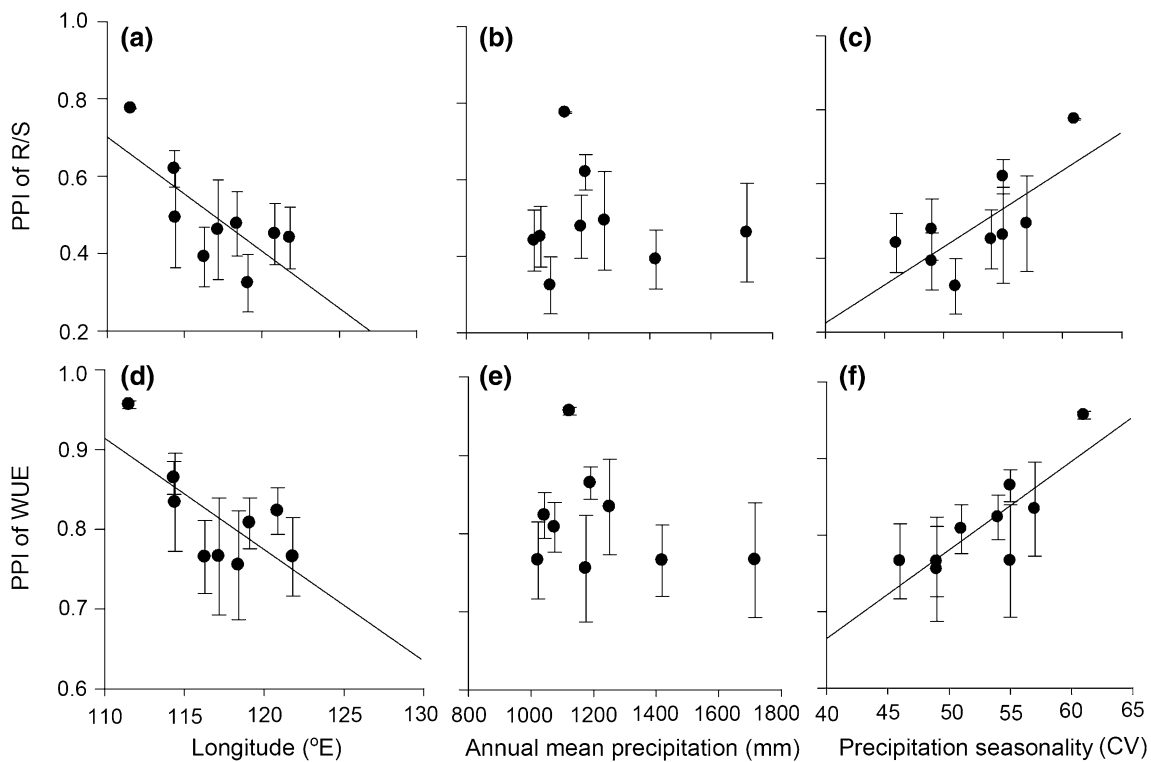 (a)
(b)
(c)
PPI of R/S
1.0
0.8
0.6
0.4
0.2
(d)
(e)
(f)
PPI of WUE
1.0
0.9
0.8
0.7
0.6
110 115 120 125 130
800 1000 1200 1400 1600 1800
40 45 50 55 60 65
Longitude (ºE)
Annual mean precipitation (mm)
Precipitation seasonality (CV)